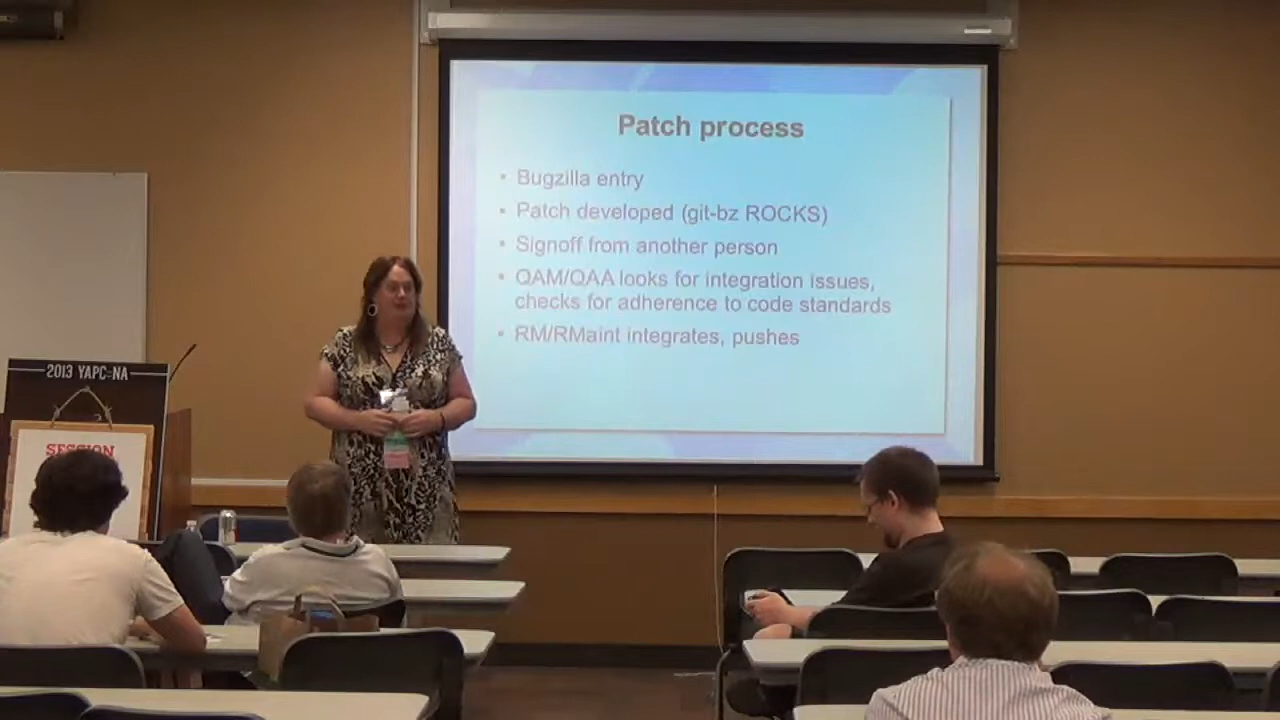 Patch process
• Bugzilla entry
• Patch developed (git-bz ROCKS)
• Signoff from another person
• QAM/QAA looks for integration issues,
checks for adherence to code standards
• RM/RMaint integrates, pushes
2013 YAPC::NA
SESSION